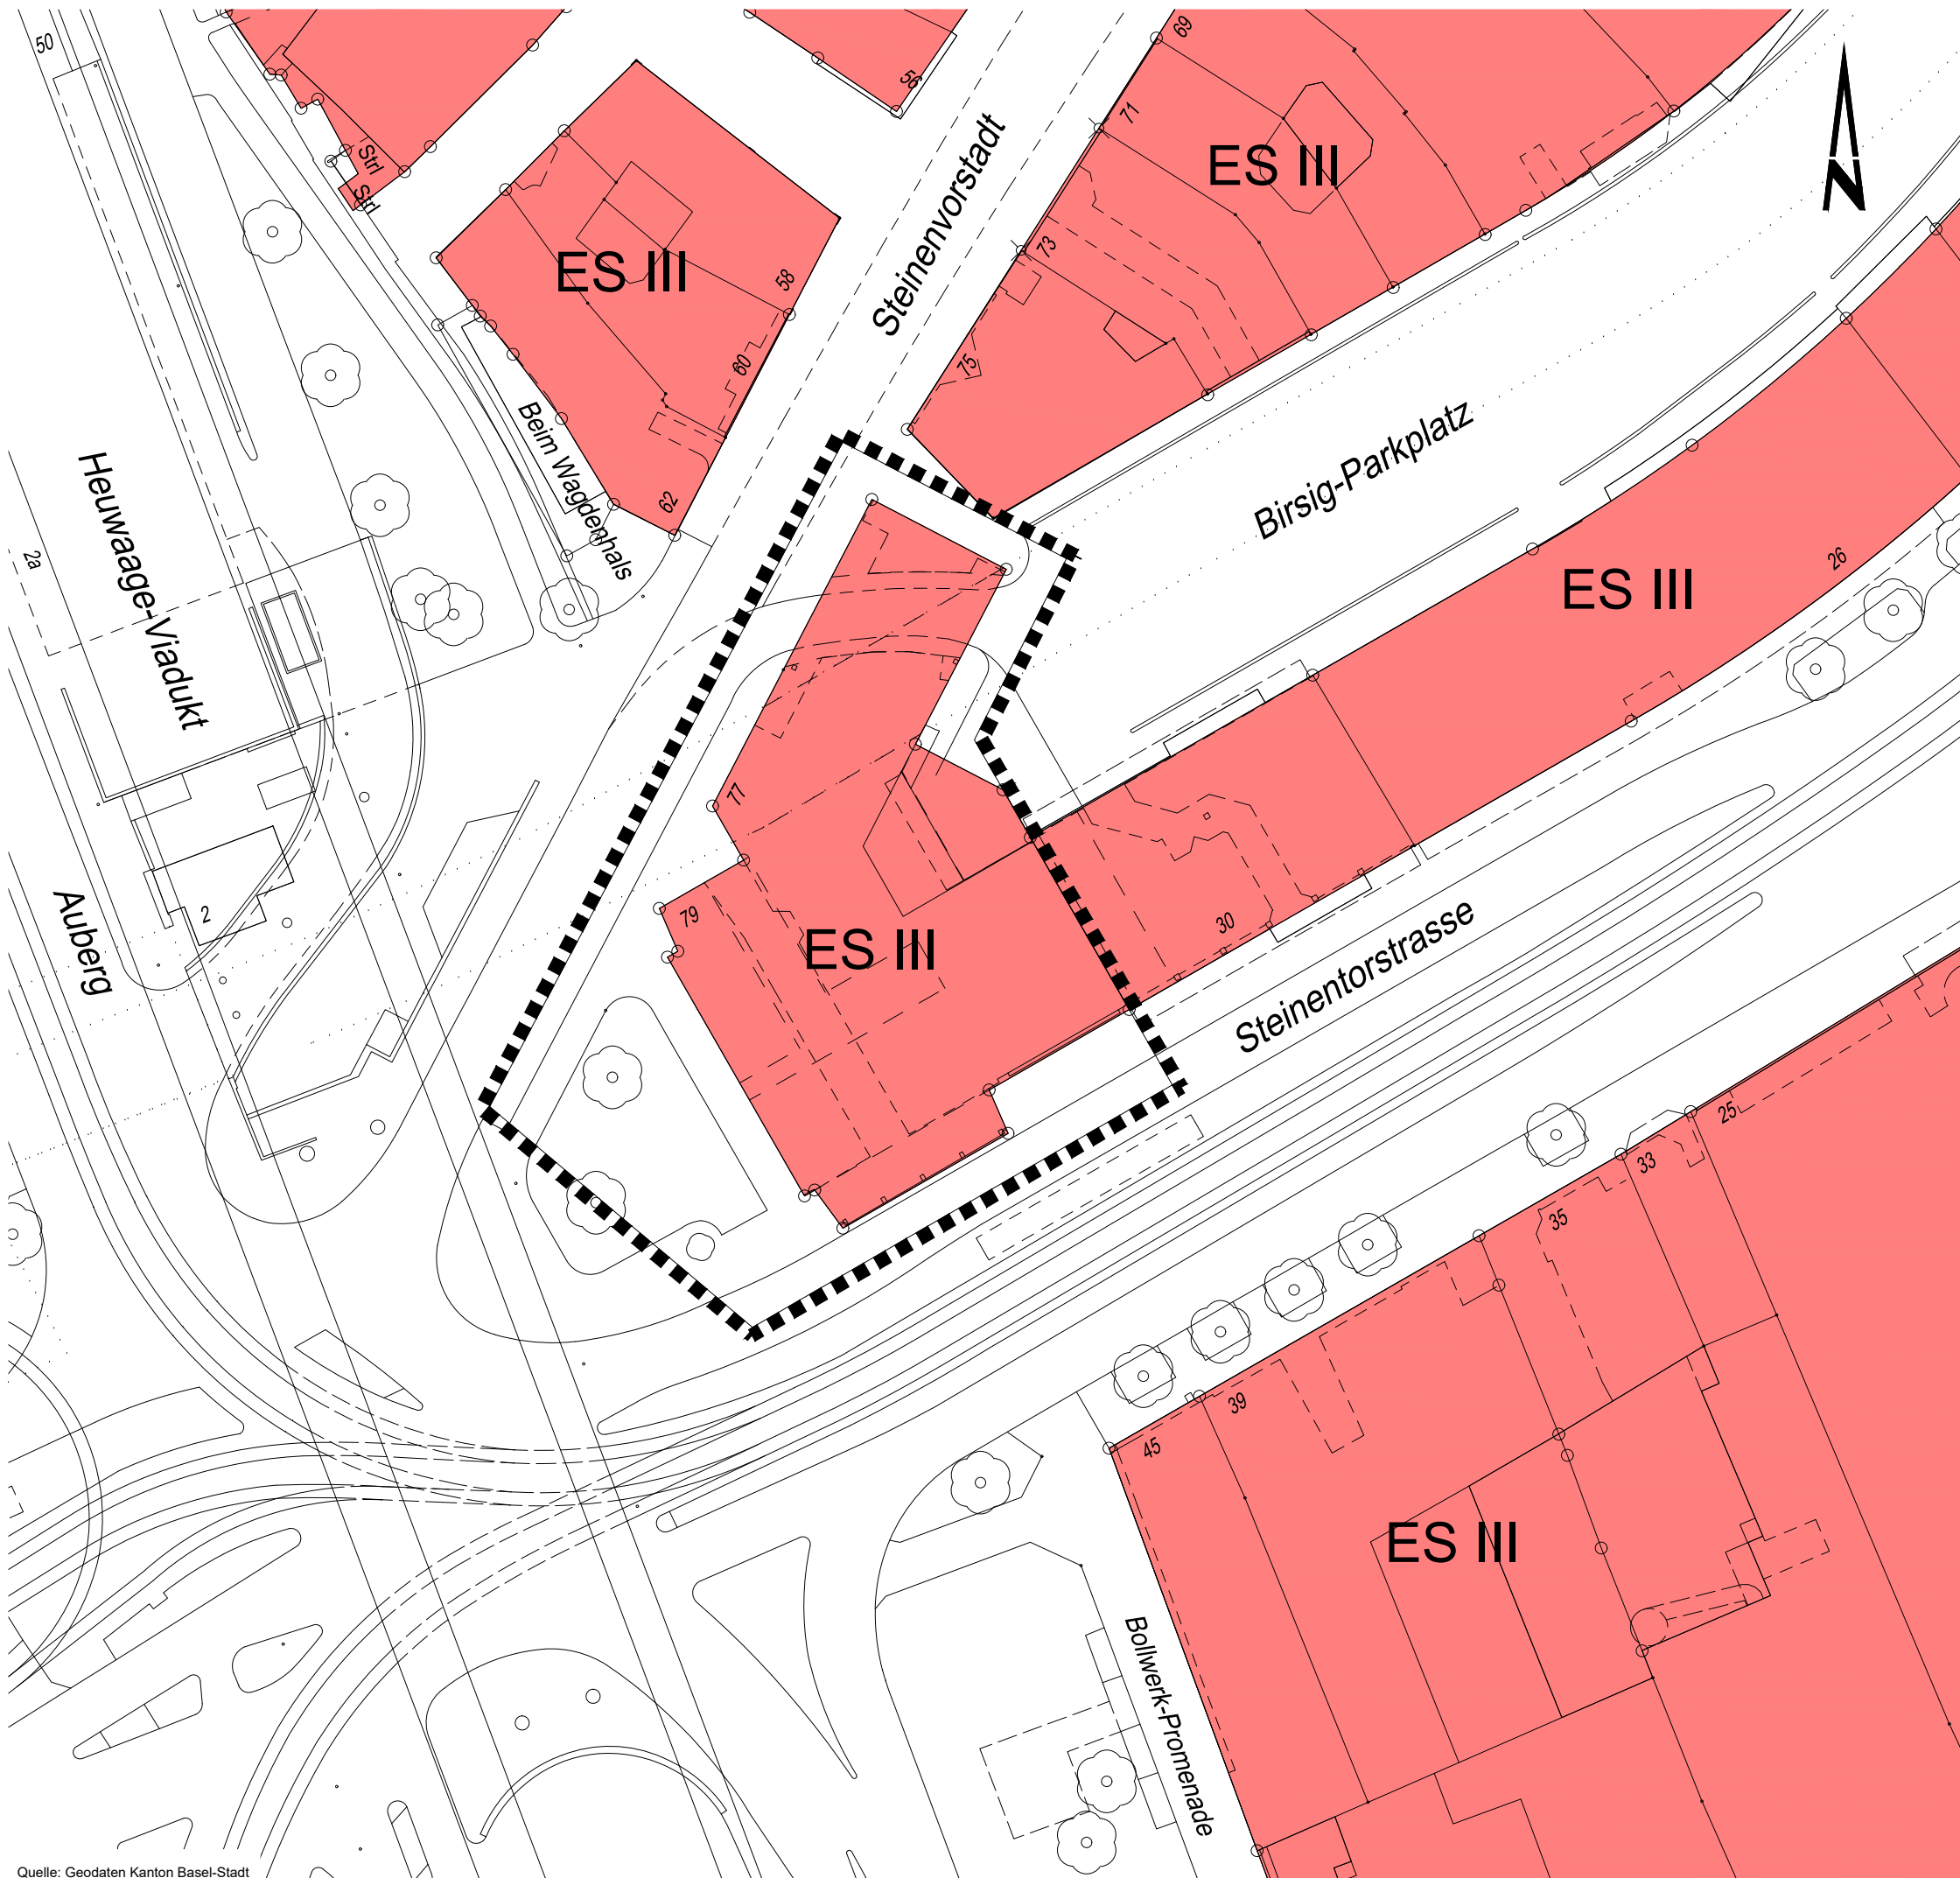 50
56
69
71
ES III
Strl
Strl
Steinenvorstadt
73
ES III
58
75
60
Birsig-Parkplatz
Beim Wagdenhals
62
Heuwaage-Viadukt
2a
26
ES III
77
79
2
30
ES III
Auberg
Steinentorstrasse
25
33
35
39
45
ES III
Bollwerk-Promenade
N
Quelle: Geodaten Kanton Basel-Stadt